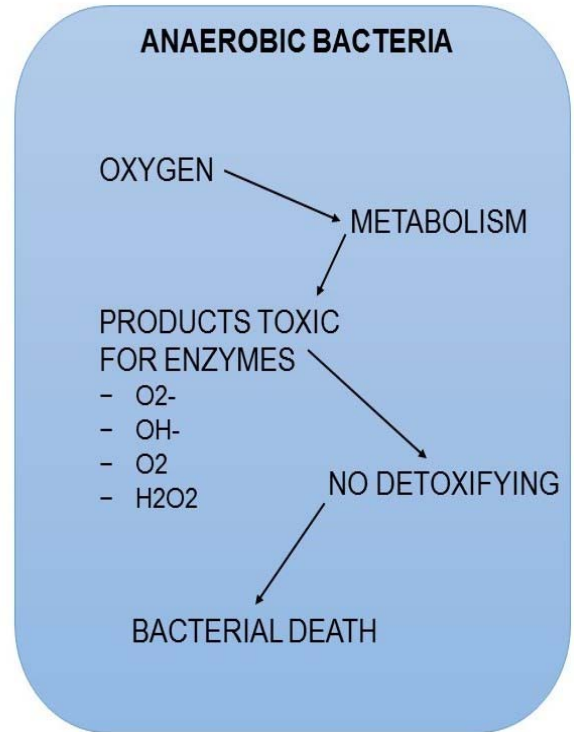 ANAEROBIC BACTERIA
OXYGEN
METABOLISM
PRODUCTS TOXIC
FOR ENZYMES
– O2-
– OH-
– O2
– H2O2
NO DETOXIFYING
BACTERIAL DEATH